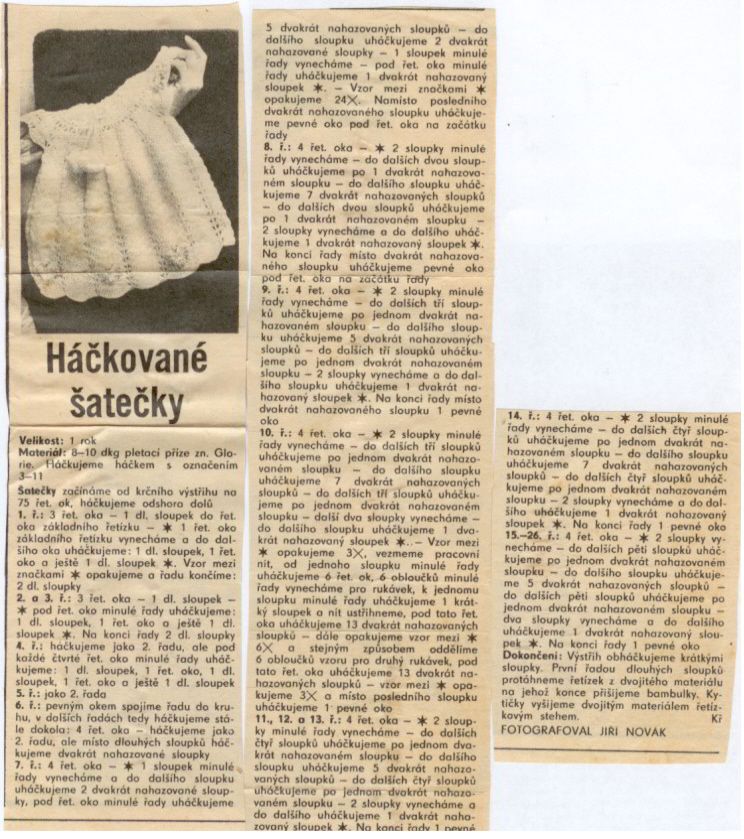 Háčkované
šatečky
Velikost: 1 rok
Materiál: 8–10 dkg pletací příze zn. Glo-
rie. Háčkujeme háčkem s označením
3–11
Šatečky začínáme od krčního výstřihu na
75 řet. ok, háčkujeme odshora dolů
1. ř.: 3 řet. oka – 1 dl. sloupek do řet.
oka základního řetízku – ✶ 1 řet. oko
základního řetízku vynecháme a do dal-
šího oka uháčkujeme: 1 dl. sloupek, 1 řet.
oko a ještě 1 dl. sloupek ✶. Vzor mezi
značkami ✶ opakujeme a řadu končíme:
2 dl. sloupky
2. a 3. ř.: 3 řet. oka – 1 dl. sloupek –
✶ pod řet. oko minulé řady uháčkujeme:
1 dl. sloupek, 1 řet. oko a ještě 1 dl.
sloupek ✶. Na konci řady 2 dl. sloupky
4. ř.: háčkujeme jako 2. řadu, ale pod
každé čtvrté řet. oko minulé řady uháč-
kujeme: 1 dl. sloupek, 1 řet. oko, 1 dl.
sloupek, 1 řet. oko a ještě 1 dl. sloupek
5. ř.: jako 2. řada
6. ř.: pevným okem spojíme řadu do kru-
hu, v dalších řadách tedy háčkujeme stá-
le dokola: 4 řet. oka – háčkujeme jako
2. řadu, ale místo dlouhých sloupků háč-
kujeme dvakrát nahazované sloupky
7. ř.: 4 řet. oka – ✶ 1 sloupek minulé
řady vynecháme a do dalšího sloupku
uháčkujeme 2 dvakrát nahazované sloup-
ky, pod řet. oko minulé řady uháčkujeme
5 dvakrát nahazovaných sloupků – do
dalšího sloupku uháčkujeme 2 dvakrát
nahazované sloupky – 1 sloupek minulé
řady vynecháme – pod řet. oko minulé
řady uháčkujeme 1 dvakrát nahazovaný
sloupek ✶. – Vzor mezi značkami ✶
opakujeme 24X. Namísto posledního
dvakrát nahazovaného sloupku uháčkuje-
me pevné oko pod řet. oka na začátku
řady
8. ř.: 4 řet. oka – ✶ 2 sloupky minulé
řady vynecháme – do dalších dvou sloup-
ků uháčkujeme po 1 dvakrát nahazova-
ném sloupku – do dalšího sloupku uháč-
kujeme 7 dvakrát nahazovaných sloupků
– do dalších dvou sloupků uháčkujeme
po 1 dvakrát nahazovaném sloupku –
2 sloupky vynecháme a do dalšího uháč-
kujeme 1 dvakrát nahazovaný sloupek ✶.
Na konci řady místo dvakrát nahazova-
ného sloupku uháčkujeme pevné oko
pod řet. oka na začátku řady
9. ř.: 4 řet. oka – ✶ 2 sloupky minulé
řady vynecháme – do dalších tří sloup-
ků uháčkujeme po jednom dvakrát na-
hazovaném sloupku – do dalšího sloup-
ku uháčkujeme 5 dvakrát nahazovaných
sloupků – do dalších tří sloupků uháčku-
jeme po jednom dvakrát nahazovaném
sloupku – 2 sloupky vynecháme a do dal-
šího sloupku uháčkujeme 1 dvakrát na-
hazovaný sloupek ✶. Na konci řady místo
dvakrát nahazovaného sloupku 1 pevné
oko
10. ř.: 4 řet. oka – ✶ 2 sloupky minulé
řady vynecháme – do dalších tří sloupků
uháčkujeme po jednom dvakrát nahazo-
vaném sloupku – do dalšího sloupku
uháčkujeme 7 dvakrát nahazovaných
sloupků – do dalších tří sloupků uháčku-
jeme po jednom dvakrát nahazovaném
sloupku – další dva sloupky vynecháme –
do dalšího sloupku uháčkujeme 1 dva-
krát nahazovaný sloupek ✶. – Vzor mezi
✶ opakujeme 3X, vezmeme pracovní
nit, od jednoho sloupku minulé řady
uháčkujeme 6 řet. ok, 6 obloučků minulé
řady vynecháme pro rukávek, k jednomu
sloupku minulé řady uháčkujeme 1 krát-
ký sloupek a nit ustřihneme, pod tato řet.
oka uháčkujeme 13 dvakrát nahazovaných
sloupků – dále opakujeme vzor mezi ✶
6X a stejným způsobem oddělíme
6 obloučků vzoru pro druhý rukávek, pod
tato řet. oka uháčkujeme 13 dvakrát na-
hazovaných sloupků – vzor mezi ✶ opa-
kujeme 3X a místo posledního sloupku
uháčkujeme 1 pevné oko
11., 12. a 13. ř.: 4 řet. oka – ✶ 2 sloup-
ky minulé řady vynecháme – do dalších
čtyř sloupků uháčkujeme po jednom dva-
krát nahazovaném sloupku – do dalšího
sloupku uháčkujeme 5 dvakrát nahazo-
vaných sloupků – do dalších čtyř sloupků
uháčkujeme po jednom dvakrát nahazo-
vaném sloupku – 2 sloupky vynecháme a
do dalšího uháčkujeme 1 dvakrát naha-
zovaný sloupek ✶. Na konci řady 1 pevné
14. ř.: 4 řet. oka – ✶ 2 sloupky minulé
řady vynecháme – do dalších čtyř sloup-
ků uháčkujeme po jednom dvakrát na-
hazovaném sloupku – do dalšího sloupku
uháčkujeme 7 dvakrát nahazovaných
sloupků – do dalších čtyř sloupků uháč-
kujeme po jednom dvakrát nahazovaném
sloupku – 2 sloupky vynecháme a do dal-
šího uháčkujeme 1 dvakrát nahazovaný
sloupek ✶. Na konci řady 1 pevné oko
15.–26. ř.: 4 řet. oka – ✶ 2 sloupky vy-
necháme – do dalších pěti sloupků uháč-
kujeme po jednom dvakrát nahazovaném
sloupku – do dalšího sloupku uháčkuje-
me 5 dvakrát nahazovaných sloupků –
do dalších pěti sloupků uháčkujeme po
jednom dvakrát nahazovaném sloupku –
dva sloupky vynecháme a do dalšího
uháčkujeme 1 dvakrát nahazovaný slou-
pek ✶. Na konci řady 1 pevné oko
Dokončení: Výstřih obháčkujeme krátkými
sloupky. První řadou dlouhých sloupků
protáhneme řetízek z dvojitého materiálu
na jehož konce přišijeme bambulky. Ky-
tičky vyšijeme dvojitým materiálem řetíz-
kovým stehem. Kř
FOTOGRAFOVAL JIŘÍ NOVÁK